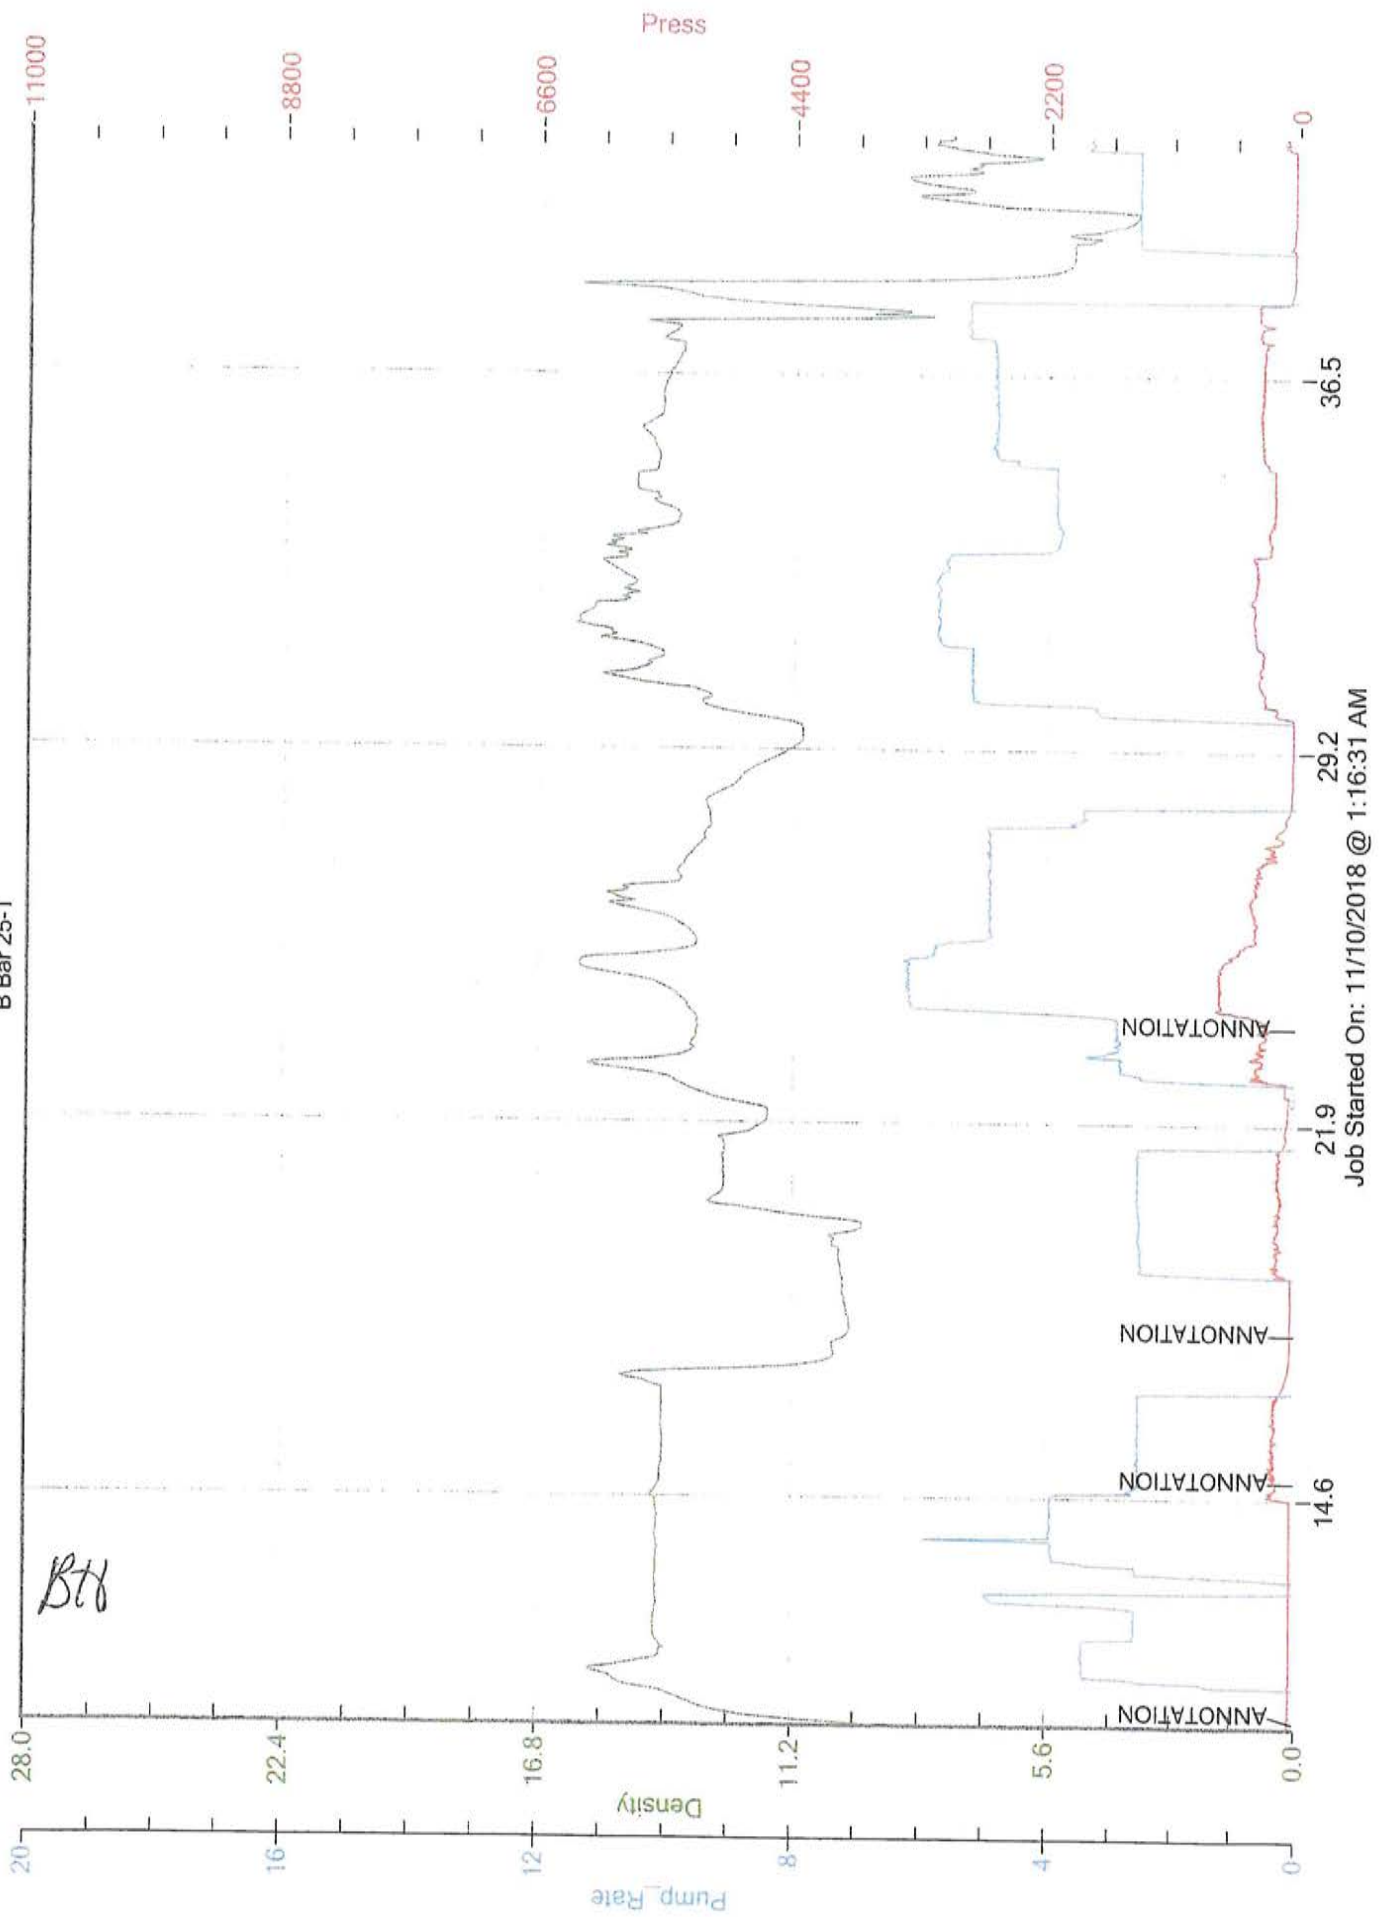 B Bar 25-1
BH
Pump_Rate
20
16
12
8
4
0
Density
28.0
22.4
16.8
11.2
5.6
0.0
Press
11000
8800
6600
4400
2200
0
ANNOTATION
ANNOTATION
ANNOTATION
ANNOTATION
14.6
21.9
29.2
36.5
Job Started On: 11/10/2018 @ 1:16:31 AM